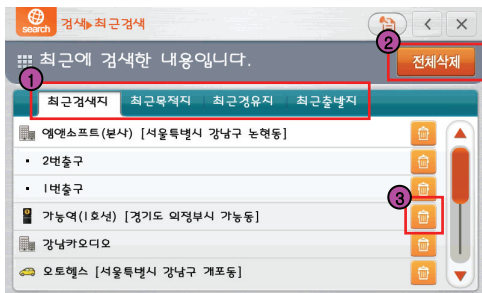 search 검색▶최근검색
최근에 검색한 내용입니다. 전체삭제
최근검색지 최근목적지 최근경유지 최근출발지
엠앤소프트(본사) [서울특별시 강남구 논현동]
2번출구
1번출구
가능역(1호선) [경기도 의정부시 가능동]
강남카오디오
오토헬스 [서울특별시 강남구 개포동]
1
2
3